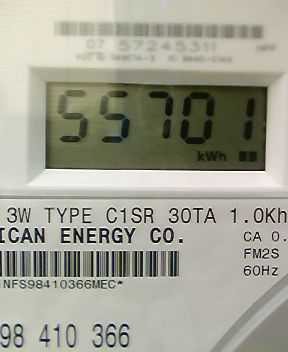 07 57245311
55701
kWh
3W TYPE C1SR 30TA 1.0Kh
ICAN ENERGY CO. CA 0.
FM2S
60Hz
NFS98410366MEC*
98 410 366